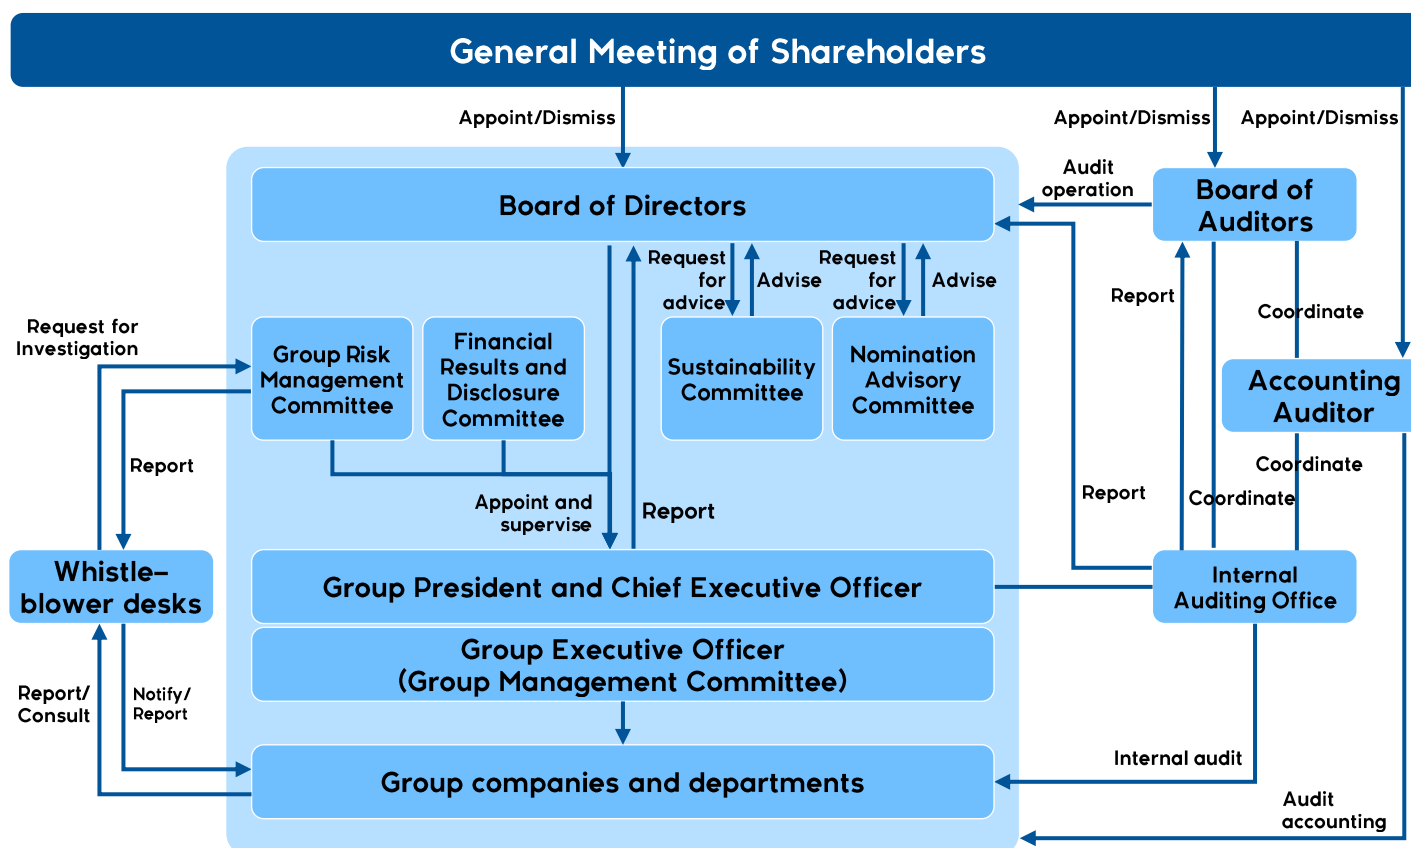 General Meeting of Shareholders
Appoint/Dismiss
Appoint/Dismiss
Appoint/Dismiss
Audit
operation
Board of Directors
Board of
Auditors
Request
for
advice
Advise
Request
for
advice
Advise
Report
Coordinate
Request for
Investigation
Group Risk
Management
Committee
Financial
Results and
Disclosure
Committee
Sustainability
Committee
Nomination
Advisory
Committee
Accounting
Auditor
Report
Coordinate
Appoint and
supervise
Report
Report
Coordinate
Whistle–
blower desks
Group President and Chief Executive Officer
Internal
Auditing Office
Group Executive Officer
(Group Management Committee)
Report/
Consult
Notify/
Report
Internal audit
Group companies and departments
Audit
accounting